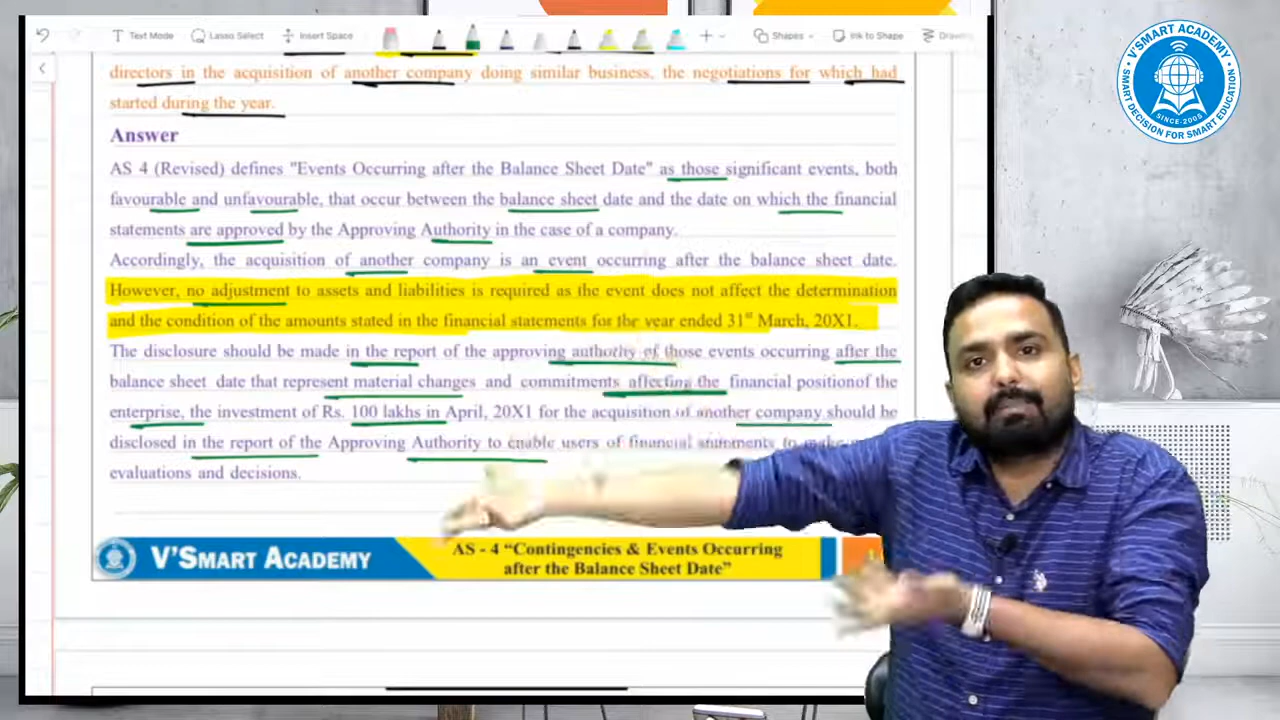 Text Mode
Lasso Select
Insert Space
Shapes
Ink to Shape
directors in the acquisition of another company doing similar business, the negotiations for which had
started during the year.
Answer
AS 4 (Revised) defines "Events Occurring after the Balance Sheet Date" as those significant events, both
favourable and unfavourable, that occur between the balance sheet date and the date on which the financial
statements are approved by the Approving Authority in the case of a company.
Accordingly, the acquisition of another company is an event occurring after the balance sheet date.
However, no adjustment to assets and liabilities is required as the event does not affect the determination
and the condition of the amounts stated in the financial statements for the year ended 31st March, 20X1.
The disclosure should be made in the report of the approving authority of those events occurring after the
balance sheet date that represent material changes and commitments affecting the financial positionof the
enterprise, the investment of Rs. 100 lakhs in April, 20X1 for the acquisition of another company should be
disclosed in the report of the Approving Authority to enable users of financial statements to make
evaluations and decisions.
V'SMART ACADEMY
AS - 4 “Contingencies & Events Occurring
after the Balance Sheet Date”
V'SMART ACADEMY
SINCE-2005
SMART DECISION FOR SMART EDUCATION